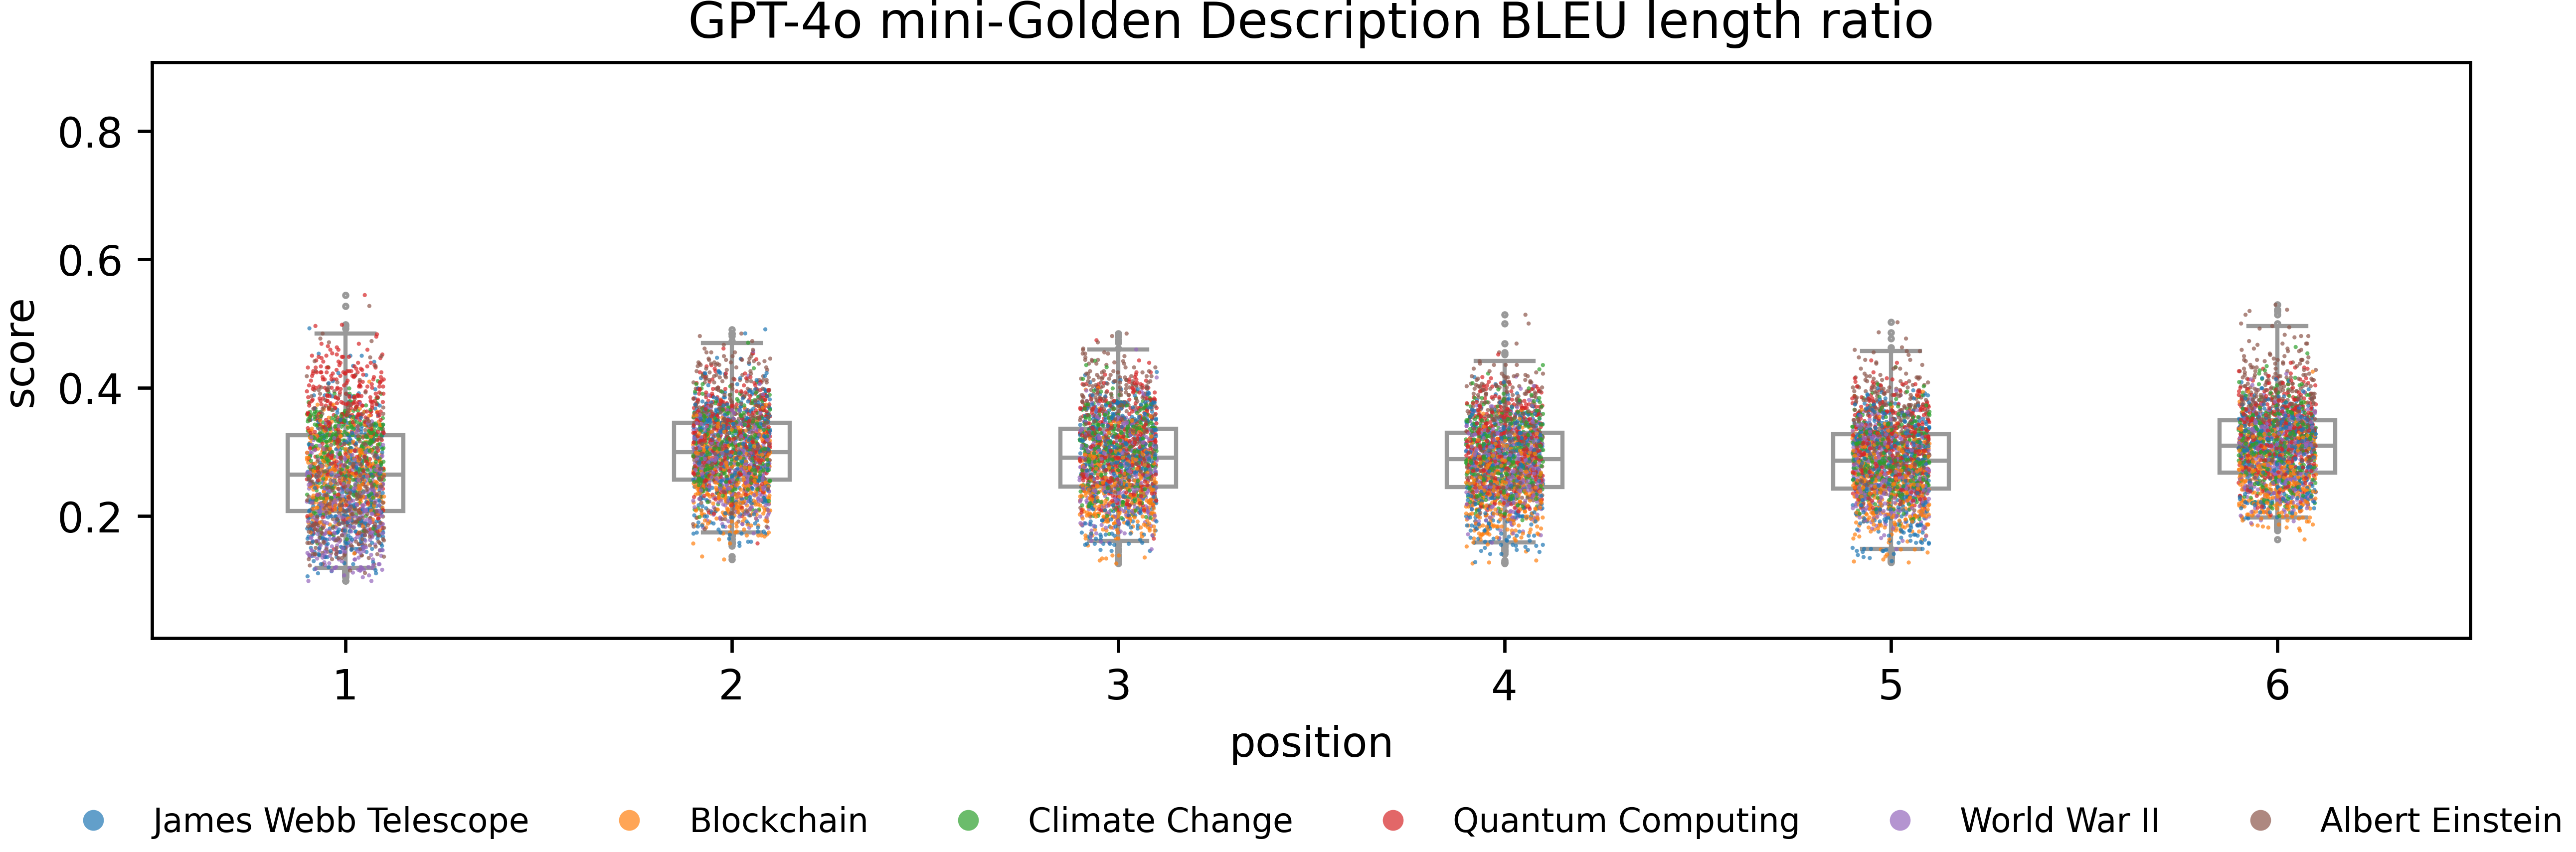 GPT-4o mini-Golden Description BLEU length ratio
0.8
0.6
0.4
0.2
score
1 2 3 4 5 6
position
James Webb Telescope Blockchain Climate Change Quantum Computing World War II Albert Einstein